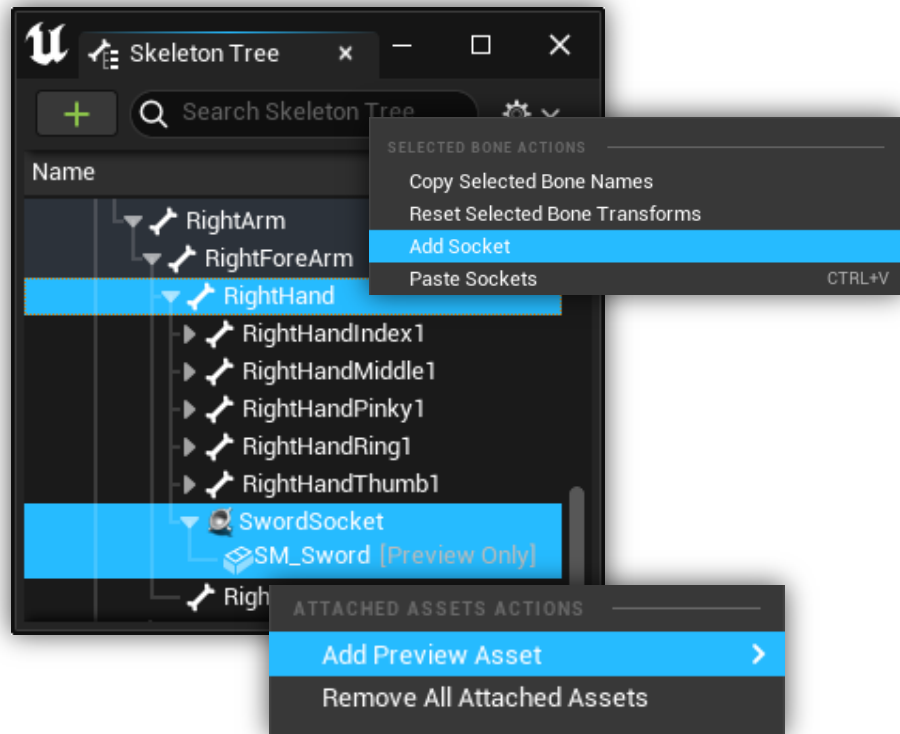 Skeleton Tree
Search Skeleton Tree
Name
SELECTED BONE ACTIONS
Copy Selected Bone Names
Reset Selected Bone Transforms
Add Socket
Paste Sockets CTRL+V
RightArm
RightForeArm
RightHand
RightHandIndex1
RightHandMiddle1
RightHandPinky1
RightHandRing1
RightHandThumb1
SwordSocket
SM_Sword [Preview Only]
Righ
ATTACHED ASSETS ACTIONS
Add Preview Asset
Remove All Attached Assets